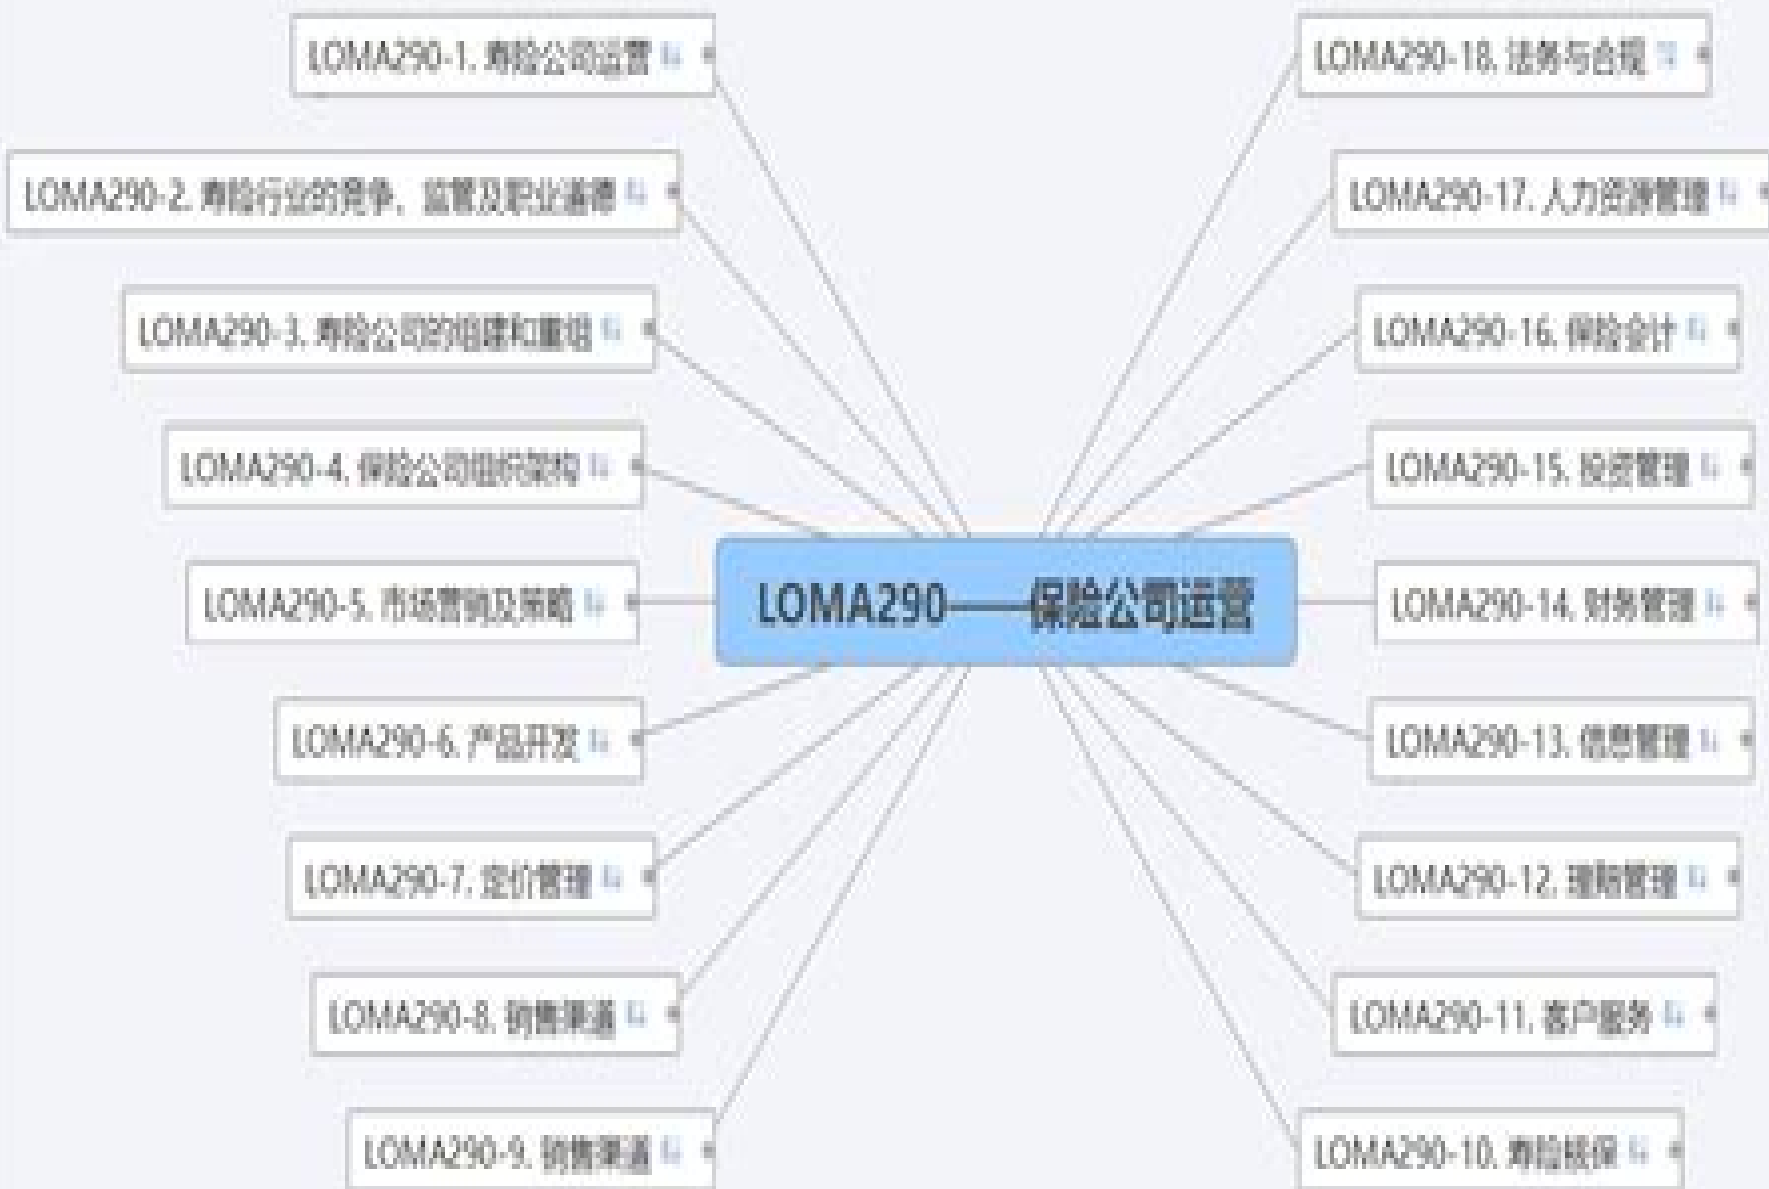 LOMA290-1. 寿险公司运营
LOMA290-2. 寿险行业的竞争、监管及职业道德
LOMA290-3. 寿险公司的组建和重组
LOMA290-4. 保险公司组织架构
LOMA290-5. 市场营销及策略
LOMA290-6. 产品开发
LOMA290-7. 定价管理
LOMA290-8. 销售渠道
LOMA290-9. 销售渠道
LOMA290——保险公司运营
LOMA290-18. 法务与合规
LOMA290-17. 人力资源管理
LOMA290-16. 保险会计
LOMA290-15. 投资管理
LOMA290-14. 财务管理
LOMA290-13. 信息管理
LOMA290-12. 理赔管理
LOMA290-11. 客户服务
LOMA290-10. 寿险核保